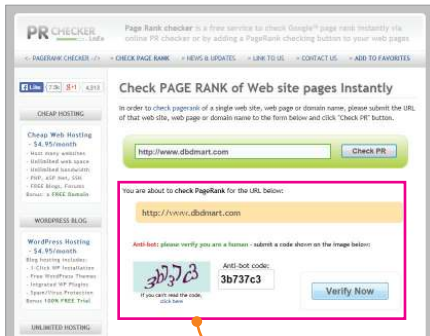 PR CHECKER
.info
Page Rank checker is a free service to check Google™ page rank instantly via
online PR checker or by adding a PageRank checking button to your web pages
PAGERANK CHECKER
CHECK PAGE RANK
NEWS & UPDATES
LINK TO US
CONTACT US
ADD TO FAVORITES
Like
7.2k
+1
4,313
CHEAP HOSTING
Cheap Web Hosting
- $4.95/month
- Host many websites
- Unlimited web space
- Unlimited bandwidth
- PHP, ASP.Net, SSH
- FREE Blogs, Forums
Bonus: a FREE Domain
WORDPRESS BLOG
WordPress Hosting
- $4.95/month
Blog hosting includes:
- 1-Click WP Installation
- Free WordPress Themes
- Intgrated WP Plugins
- Spam/Virus Protection
Bonus 100% FREE Trial
UNLIMITED HOSTING
Check PAGE RANK of Web site pages Instantly
In order to check pagerank of a single web site, web page or domain name, please submit the URL
of that web site, web page or domain name to the form below and click "Check PR" button.
http://www.dbdmart.com
Check PR
You are about to check PageRank for the URL below:
http://www.dbdmart.com
Anti-bot: please verify you are a human - submit a code shown on the image below:
3b73c3
If you can't read the code,
click here
Anti-bot code:
3b737c3
Verify Now